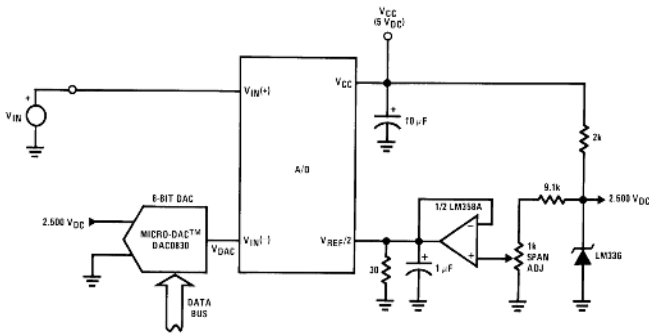 VCC
(5 VDC)
VIN(+)
VCC
+
VIN
+
10 µF
2k
A/D
8-BIT DAC
9.1k
2.500 VDC
1/2 LM358A
2.500 VDC
MICRO-DAC™
DAC0830
VIN(-)
VDAC
VREF/2
-
+
1k
SPAN
ADJ
LM336
30
+
1 µF
DATA
BUS